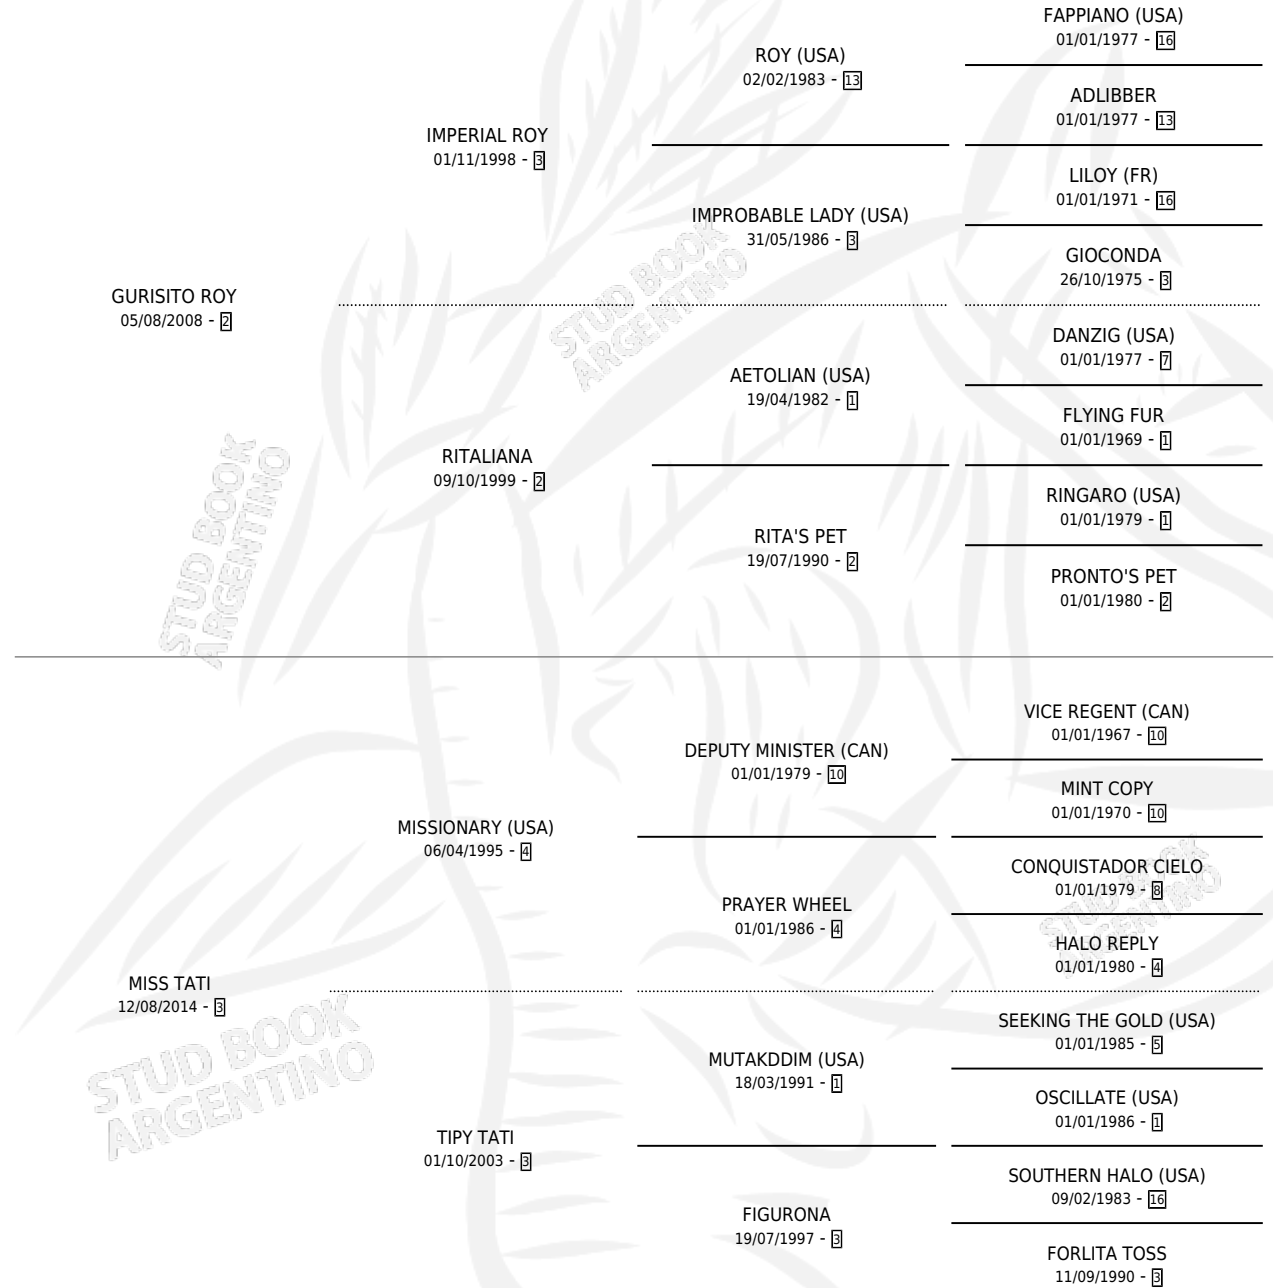 FAPPIANO (USA)
01/01/1977 - 16
ROY (USA)
02/02/1983 - 13
ADLIBBER
01/01/1977 - 13
IMPERIAL ROY
01/11/1998 - 3
LILOY (FR)
01/01/1971 - 16
IMPROBABLE LADY (USA)
31/05/1986 - 3
GIOCONDA
26/10/1975 - 3
GURISITO ROY
05/08/2008 - 2
DANZIG (USA)
01/01/1977 - 7
AETOLIAN (USA)
19/04/1982 - 1
FLYING FUR
01/01/1969 - 1
RITALIANA
09/10/1999 - 2
RINGARO (USA)
01/01/1979 - 1
RITA'S PET
19/07/1990 - 2
PRONTO'S PET
01/01/1980 - 2
STUD BOOK
ARGENTINO
STUD BOOK
ARGENTINO
VICE REGENT (CAN)
01/01/1967 - 10
DEPUTY MINISTER (CAN)
01/01/1979 - 10
MINT COPY
01/01/1970 - 10
MISSIONARY (USA)
06/04/1995 - 4
CONQUISTADOR CIELO
01/01/1979 - 8
PRAYER WHEEL
01/01/1986 - 4
HALO REPLY
01/01/1980 - 4
MISS TATI
12/08/2014 - 3
SEEKING THE GOLD (USA)
01/01/1985 - 5
MUTAKDDIM (USA)
18/03/1991 - 1
OSCILLATE (USA)
01/01/1986 - 1
TIPY TATI
01/10/2003 - 3
SOUTHERN HALO (USA)
09/02/1983 - 16
FIGURONA
19/07/1997 - 3
FORLITA TOSS
11/09/1990 - 3
STUD BOOK
ARGENTINO
STUD BOOK
ARGENTINO